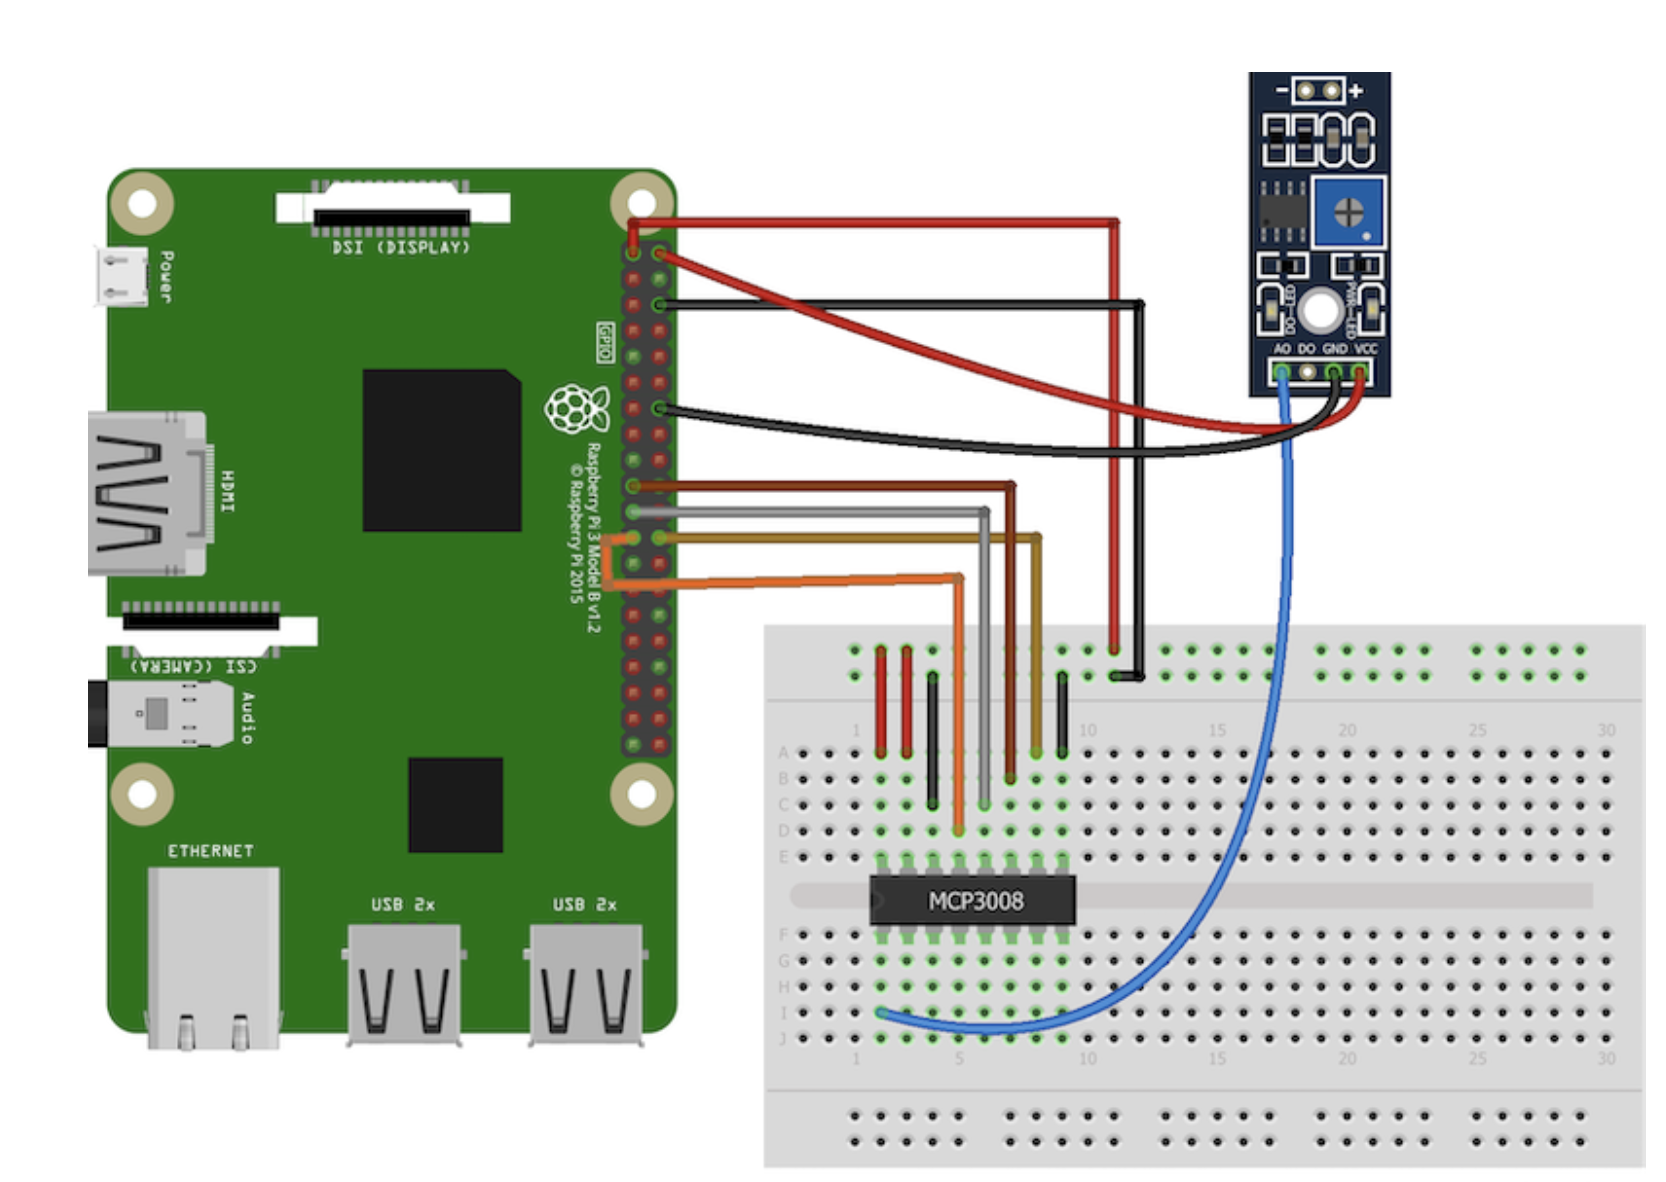 - +
DO-LED PWR-LED
AO DO GND VCC
DSI (DISPLAY)
Power
GPIO
HDMI
Raspberry Pi 3 Model B v1.2
© Raspberry Pi 2015
CSI (CAMERA)
Audio
ETHERNET
USB 2x USB 2x
1 10 15 20 25 30
A
B
C
D
E
MCP3008
F
G
H
I
J
1 5 10 15 20 25 30